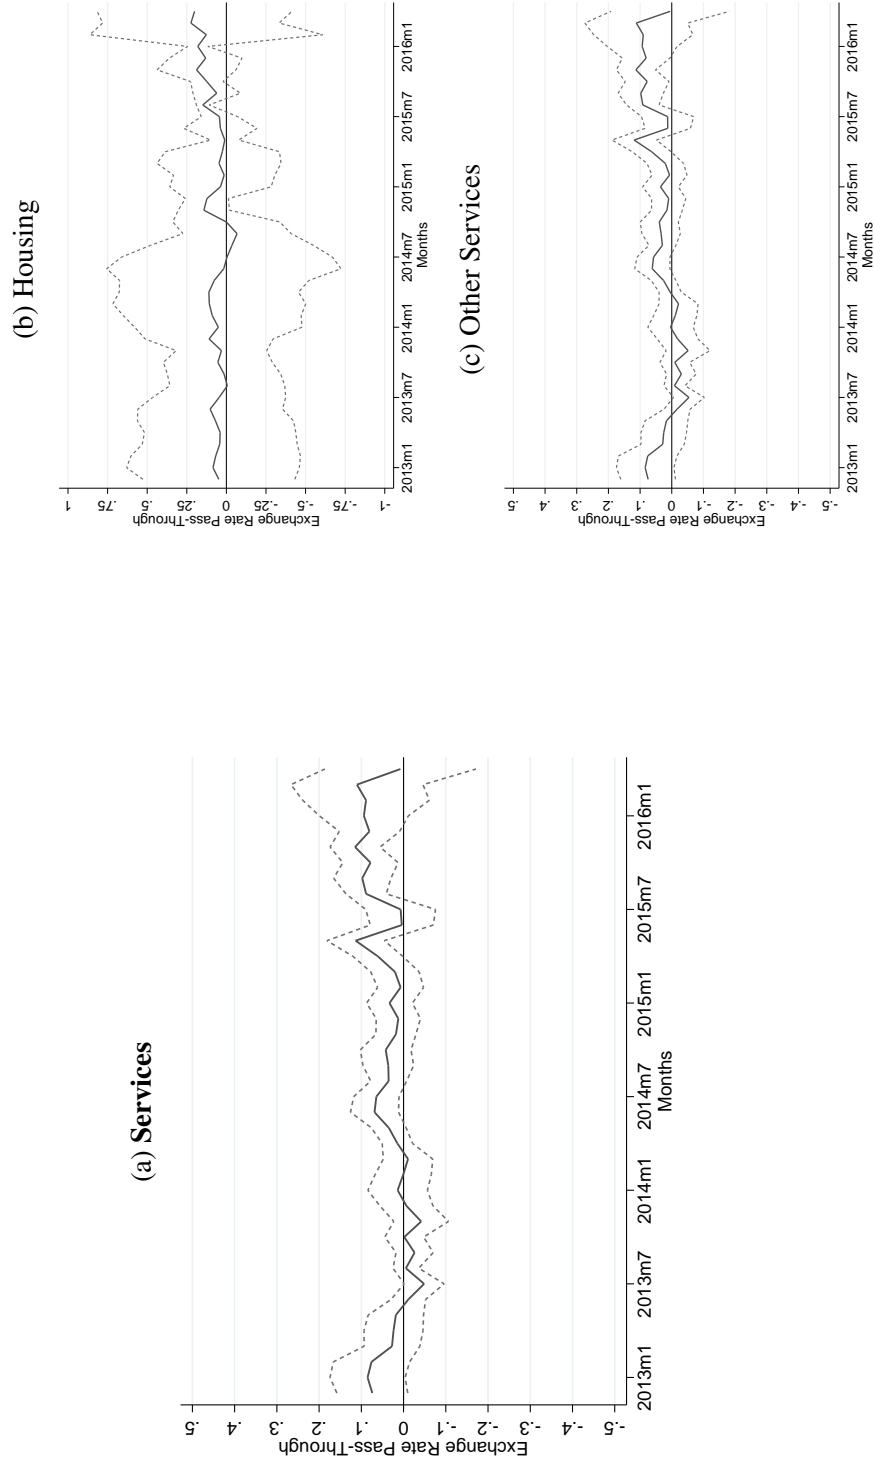 (a) Services
Exchange Rate Pass-Through
.5
.4
.3
.2
.1
0
-.1
-.2
-.3
-.4
-.5
2013m1
2013m7
2014m1
2014m7
2015m1
2015m7
2016m1
Months
(b) Housing
Exchange Rate Pass-Through
1
.75
.5
.25
0
-.25
-.5
-.75
-1
2013m1
2013m7
2014m1
2014m7
2015m1
2015m7
2016m1
Months
(c) Other Services
Exchange Rate Pass-Through
.5
.4
.3
.2
.1
0
-.1
-.2
-.3
-.4
-.5
2013m1
2013m7
2014m1
2014m7
2015m1
2015m7
2016m1
Months